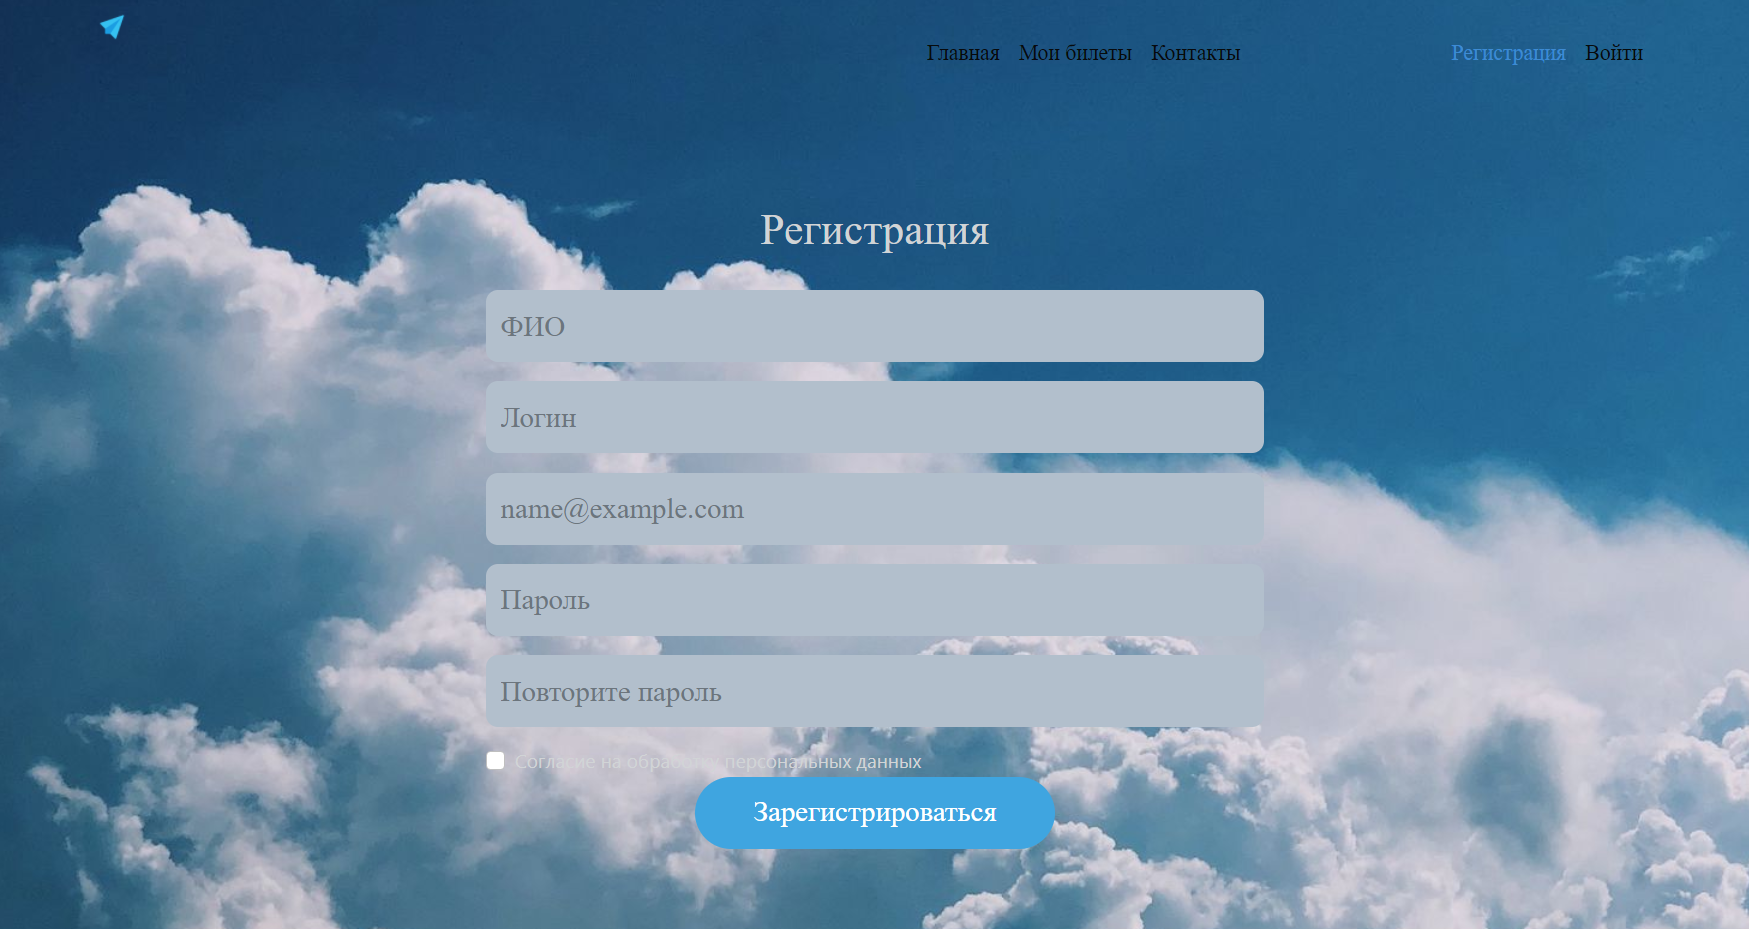 Главная Мои билеты Контакты Регистрация Войти
Регистрация
ФИО
Логин
name@example.com
Пароль
Повторите пароль
Согласие на обработку персональных данных
Зарегистрироваться